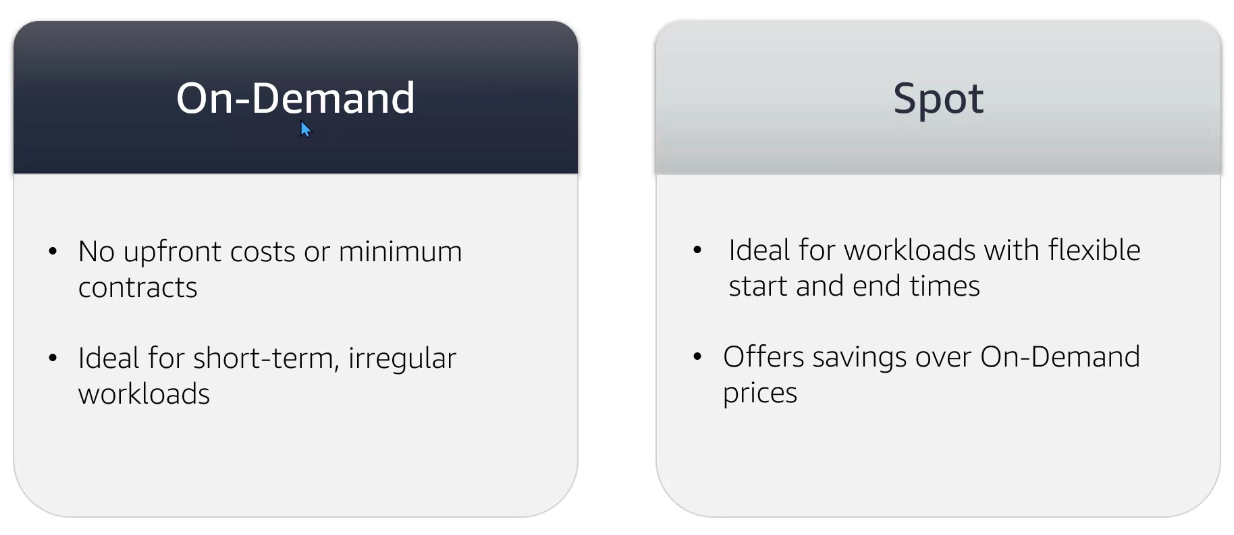 On-Demand
• No upfront costs or minimum
contracts
• Ideal for short-term, irregular
workloads
Spot
• Ideal for workloads with flexible
start and end times
• Offers savings over On-Demand
prices